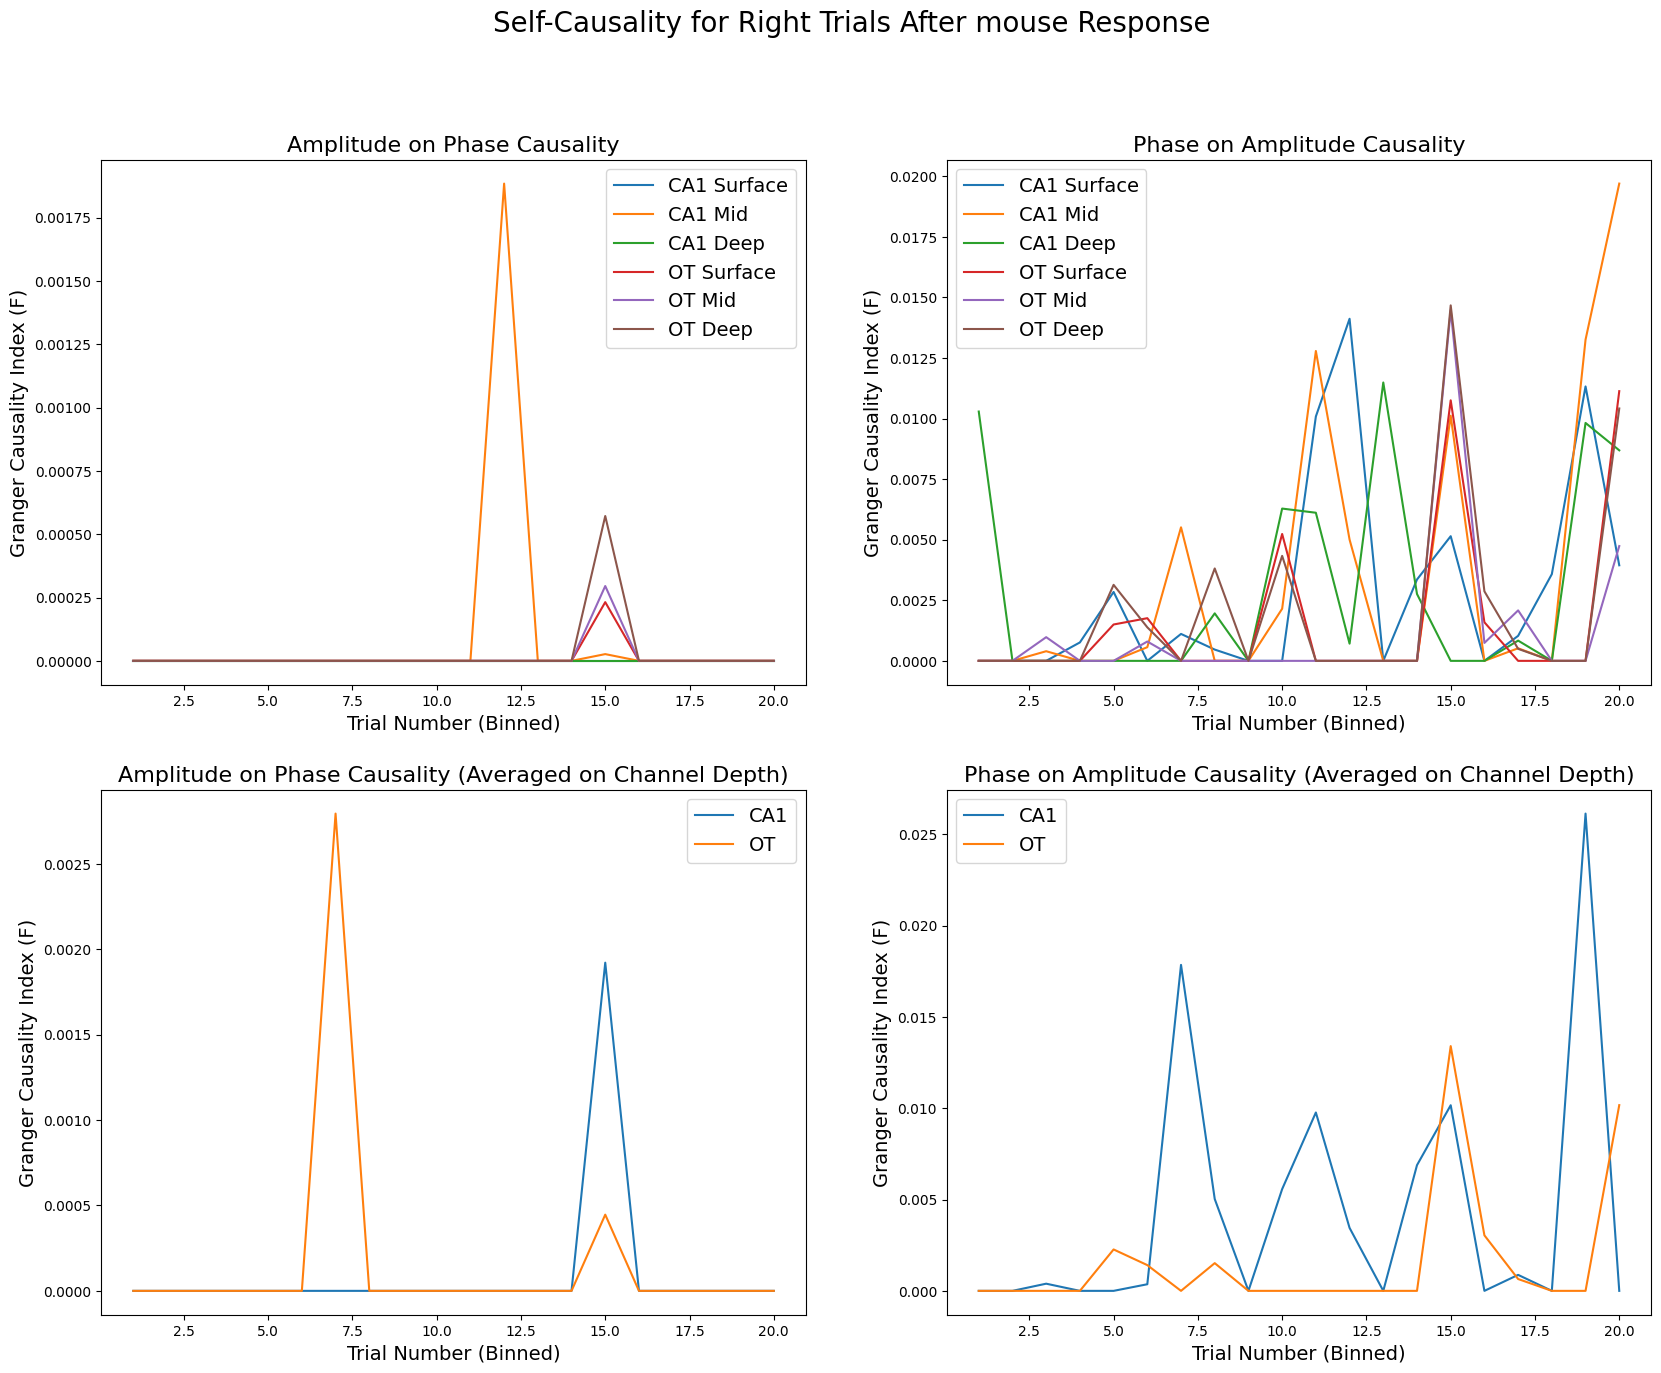 Self-Causality for Right Trials After mouse Response
Amplitude on Phase Causality
Granger Causality Index (F)
0.00175
0.00150
0.00125
0.00100
0.00075
0.00050
0.00025
0.00000
CA1 Surface
CA1 Mid
CA1 Deep
OT Surface
OT Mid
OT Deep
2.5 5.0 7.5 10.0 12.5 15.0 17.5 20.0
Trial Number (Binned)
Phase on Amplitude Causality
Granger Causality Index (F)
0.0200
0.0175
0.0150
0.0125
0.0100
0.0075
0.0050
0.0025
0.0000
CA1 Surface
CA1 Mid
CA1 Deep
OT Surface
OT Mid
OT Deep
2.5 5.0 7.5 10.0 12.5 15.0 17.5 20.0
Trial Number (Binned)
Amplitude on Phase Causality (Averaged on Channel Depth)
Granger Causality Index (F)
0.0025
0.0020
0.0015
0.0010
0.0005
0.0000
CA1
OT
2.5 5.0 7.5 10.0 12.5 15.0 17.5 20.0
Trial Number (Binned)
Phase on Amplitude Causality (Averaged on Channel Depth)
Granger Causality Index (F)
0.025
0.020
0.015
0.010
0.005
0.000
CA1
OT
2.5 5.0 7.5 10.0 12.5 15.0 17.5 20.0
Trial Number (Binned)